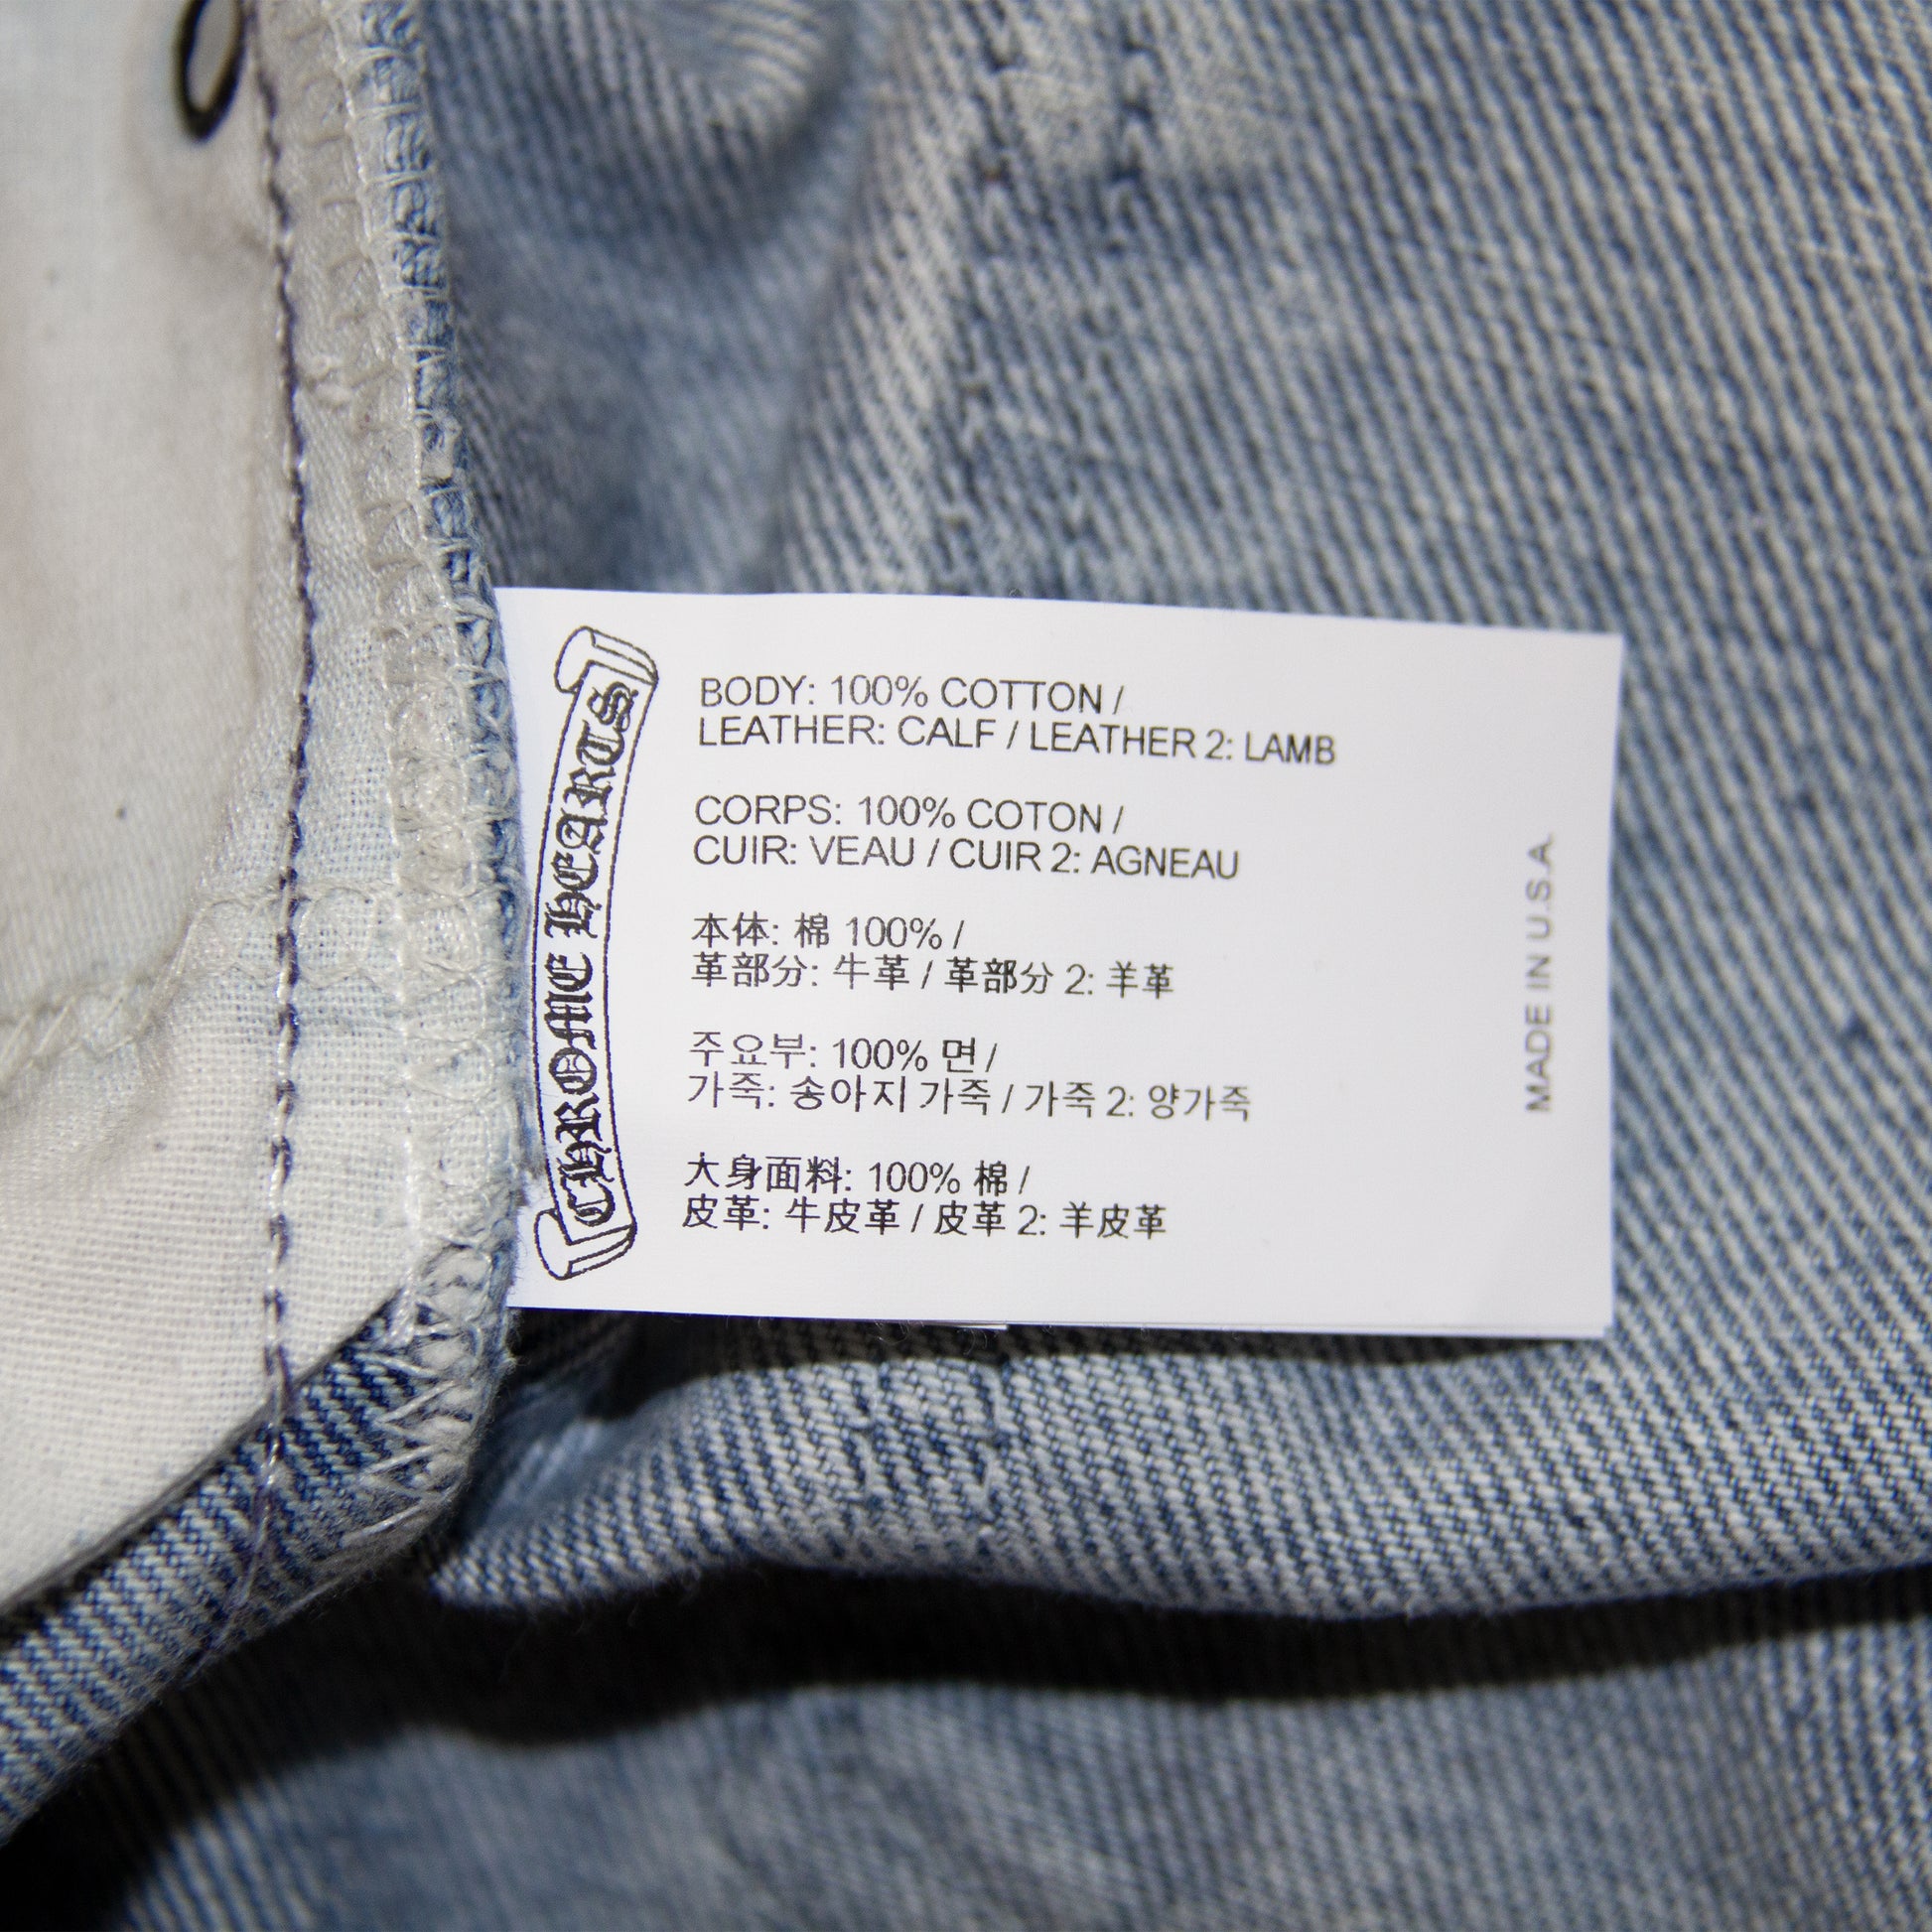 CHROME HEARTS
BODY: 100% COTTON /
LEATHER: CALF / LEATHER 2: LAMB
CORPS: 100% COTON /
CUIR: VEAU / CUIR 2: AGNEAU
本体: 棉 100% /
革部分: 牛革 / 革部分 2: 羊革
주요부: 100% 면 /
가죽: 송아지 가죽 / 가죽 2: 양가죽
大身面料: 100% 棉 /
皮革: 牛皮革 / 皮革 2: 羊皮革
MADE IN U.S.A.